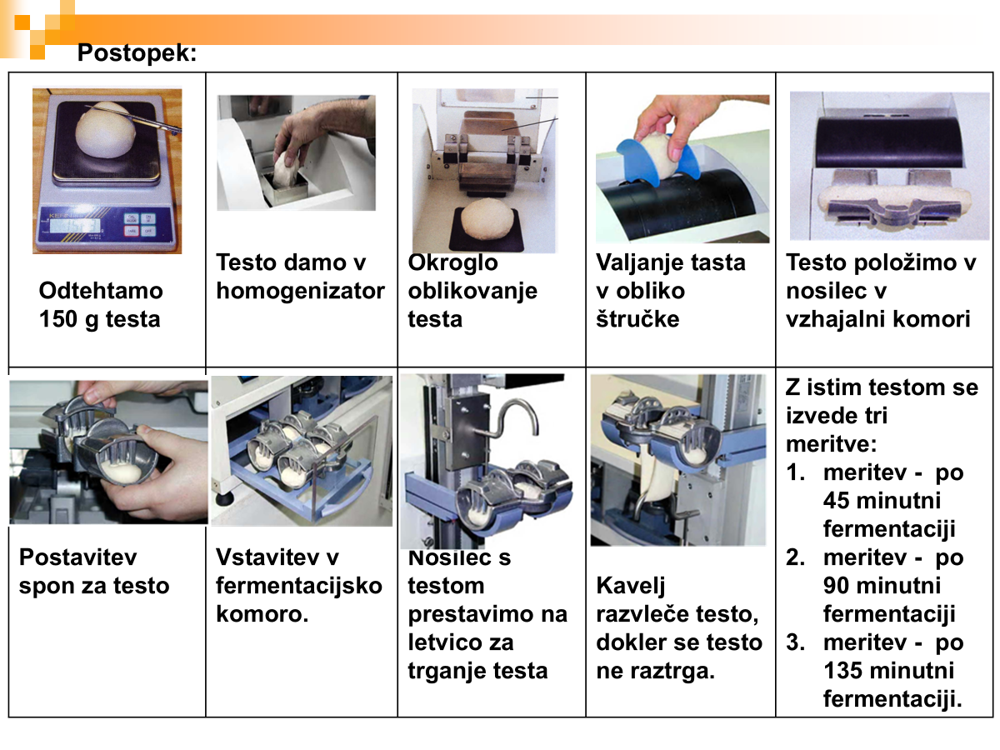 Postopek:
Odtehtamo
150 g testa
Testo damo v
homogenizator
Okroglo
oblikovanje
testa
Valjanje tasta
v obliko
štručke
Testo položimo v
nosilec v
vzhajalni komori
Postavitev
spon za testo
Vstavitev v
fermentacijsko
komoro.
Nosilec s
testom
prestavimo na
letvico za
trganje testa
Kavelj
razvleče testo,
dokler se testo
ne raztrga.
Z istim testom se
izvede tri
meritve:
1. meritev - po
45 minutni
fermentaciji
2. meritev - po
90 minutni
fermentaciji
3. meritev - po
135 minutni
fermentaciji.